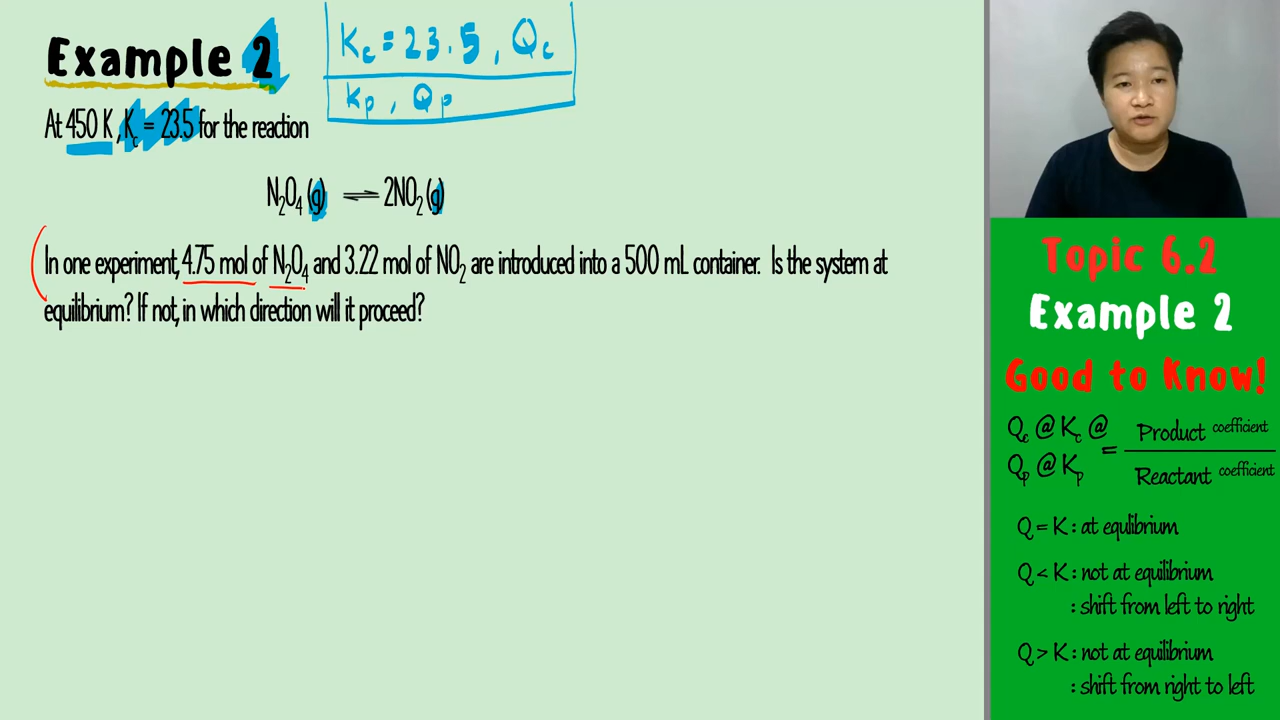 Example 2
Kc = 23.5, Qc
Kp, Qp
At 450 K, Kc = 23.5 for the reaction
N2O4 (g) ⇌ 2NO2 (g)
In one experiment, 4.75 mol of N2O4 and 3.22 mol of NO2 are introduced into a 500 mL container. Is the system at
equilibrium? If not, in which direction will it proceed?
Topic 6.2
Example 2
Good to Know!
Qc @ Kc @
Qp @ Kp
=
Product coefficient
Reactant coefficient
Q = K : at equlibrium
Q < K : not at equilibrium
: shift from left to right
Q > K : not at equilibrium
: shift from right to left